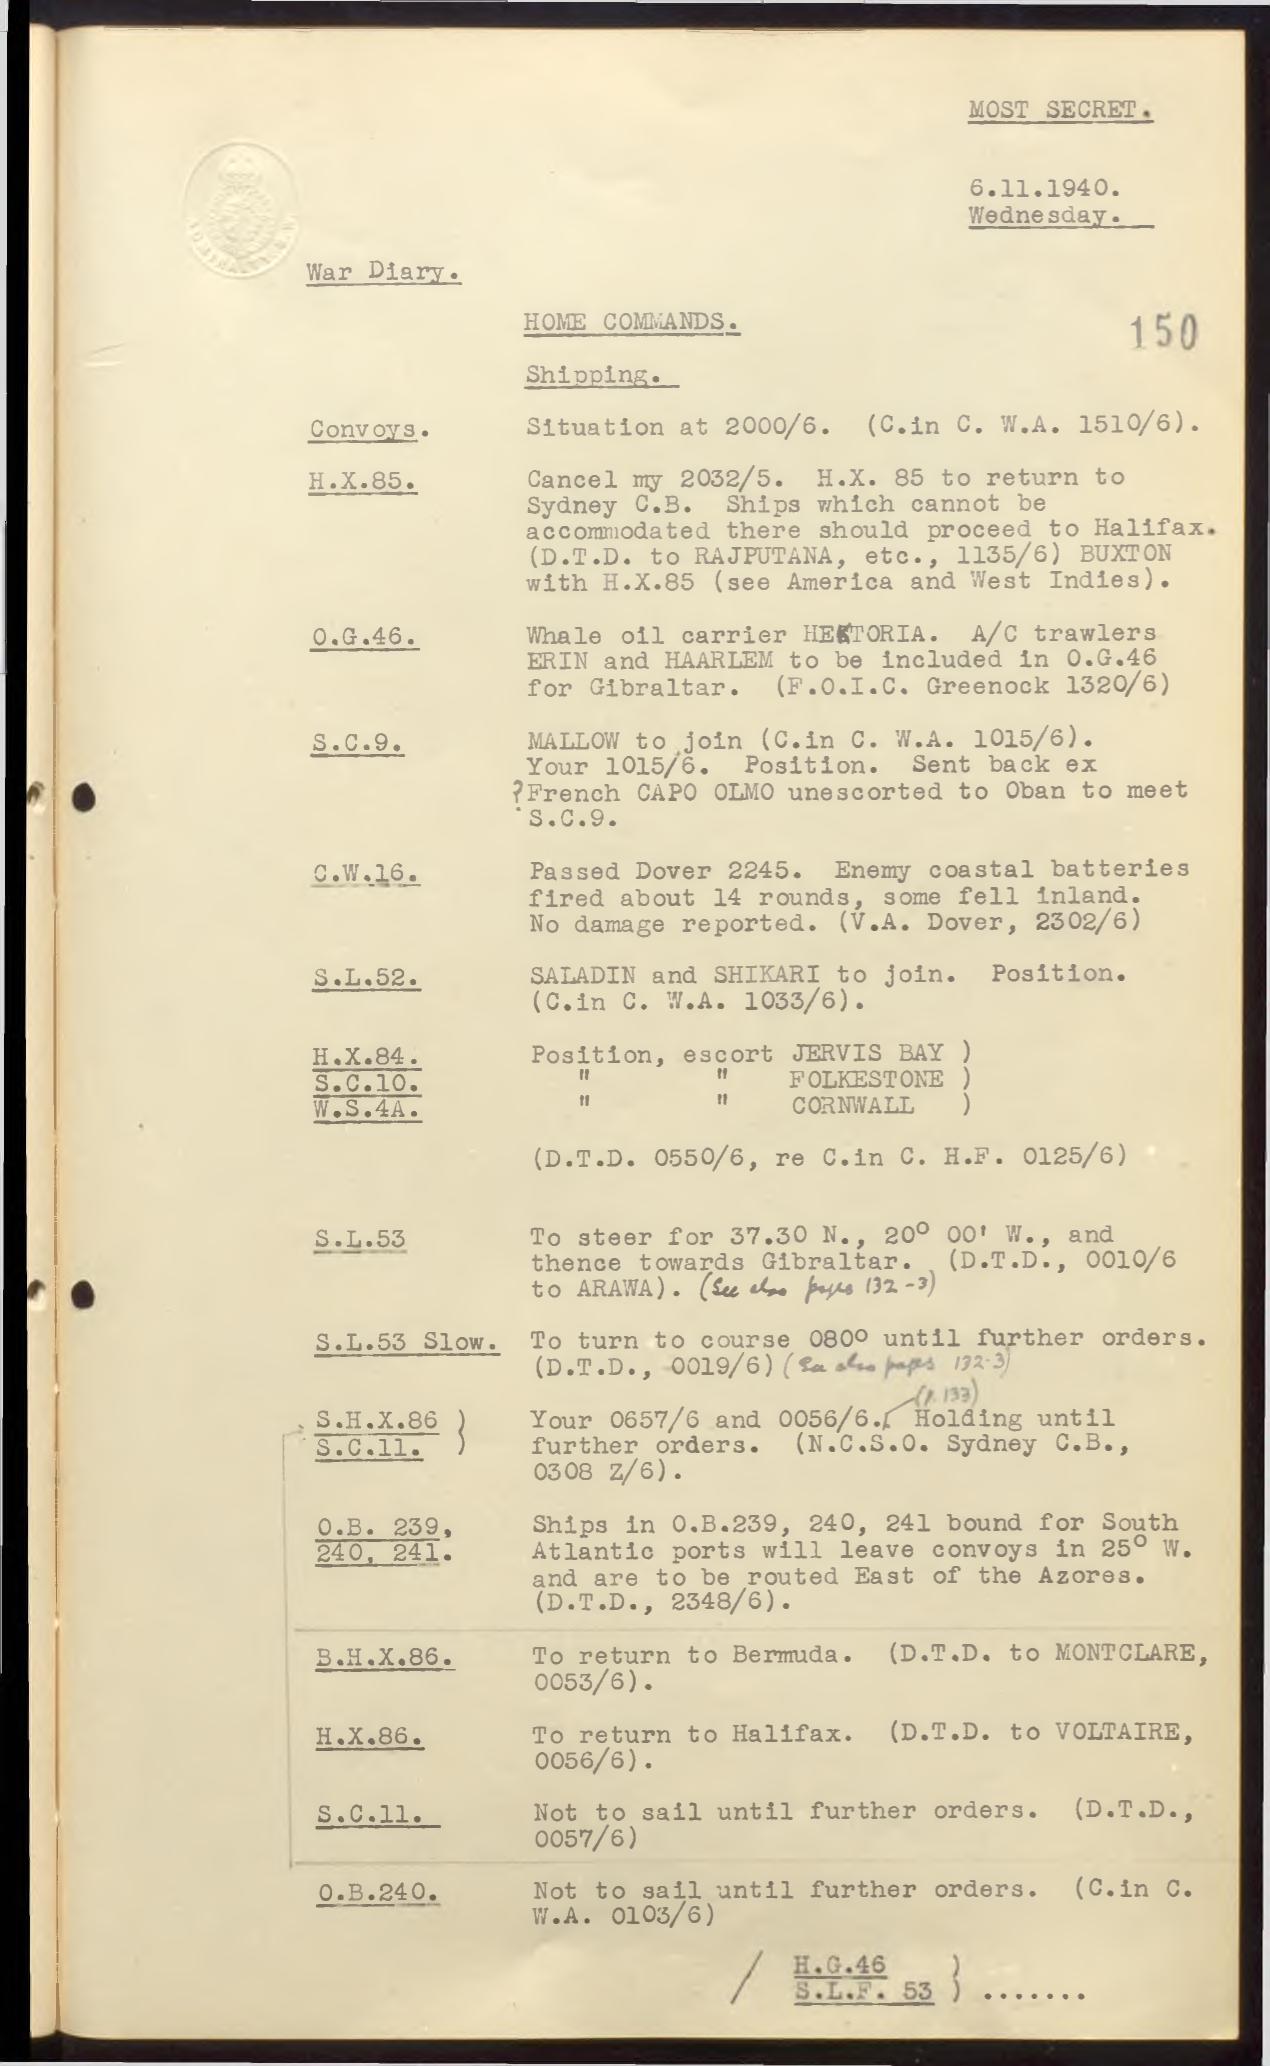 MOST SECRET.
6.11.1940.
Wednesday.
War Diary.
HOME COMMANDS.
150
Shipping.
Convoys. Situation at 2000/6. (C.in C. W.A. 1510/6).
H.X.85. Cancel my 2032/5. H.X. 85 to return to
Sydney C.B. Ships which cannot be
accommodated there should proceed to Halifax.
(D.T.D. to RAJPUTANA, etc., 1135/6) BUXTON
with H.X.85 (see America and West Indies).
O.G.46. Whale oil carrier HEKTORIA. A/C trawlers
ERIN and HAARLEM to be included in O.G.46
for Gibraltar. (F.O.I.C. Greenock 1320/6)
S.C.9. MALLOW to join (C.in C. W.A. 1015/6).
Your 1015/6. Position. Sent back ex
?French CAPO OLMO unescorted to Oban to meet
S.C.9.
C.W.16. Passed Dover 2245. Enemy coastal batteries
fired about 14 rounds, some fell inland.
No damage reported. (V.A. Dover, 2302/6)
S.L.52. SALADIN and SHIKARI to join. Position.
(C.in C. W.A. 1033/6).
H.X.84. Position, escort JERVIS BAY )
S.C.10. " " FOLKESTONE )
W.S.4A. " " CORNWALL )
(D.T.D. 0550/6, re C.in C. H.F. 0125/6)
S.L.53 To steer for 37.30 N., 20° 00' W., and
thence towards Gibraltar. (D.T.D., 0010/6
to ARAWA). (See also pages 132-3)
S.L.53 Slow. To turn to course 080° until further orders.
(D.T.D., 0019/6) (See also pages 132-3)
(p. 133)
S.H.X.86 ) Your 0657/6 and 0056/6. Holding until
S.C.11. ) further orders. (N.C.S.O. Sydney C.B.,
0308 Z/6).
O.B. 239, Ships in O.B.239, 240, 241 bound for South
240, 241. Atlantic ports will leave convoys in 25° W.
and are to be routed East of the Azores.
(D.T.D., 2348/6).
B.H.X.86. To return to Bermuda. (D.T.D. to MONTCLARE,
0053/6).
H.X.86. To return to Halifax. (D.T.D. to VOLTAIRE,
0056/6).
S.C.11. Not to sail until further orders. (D.T.D.,
0057/6)
O.B.240. Not to sail until further orders. (C.in C.
W.A. 0103/6)
/ H.G.46 )
S.L.F. 53 ) .......